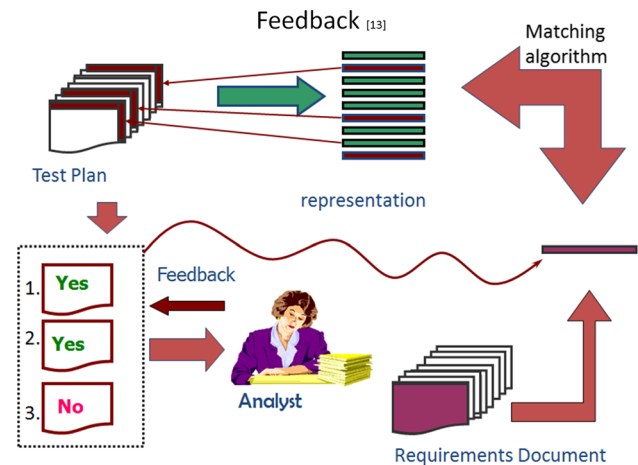 Feedback [13]
Matching
algorithm
Test Plan
representation
1. Yes
Feedback
2. Yes
3. No
Analyst
Requirements Document